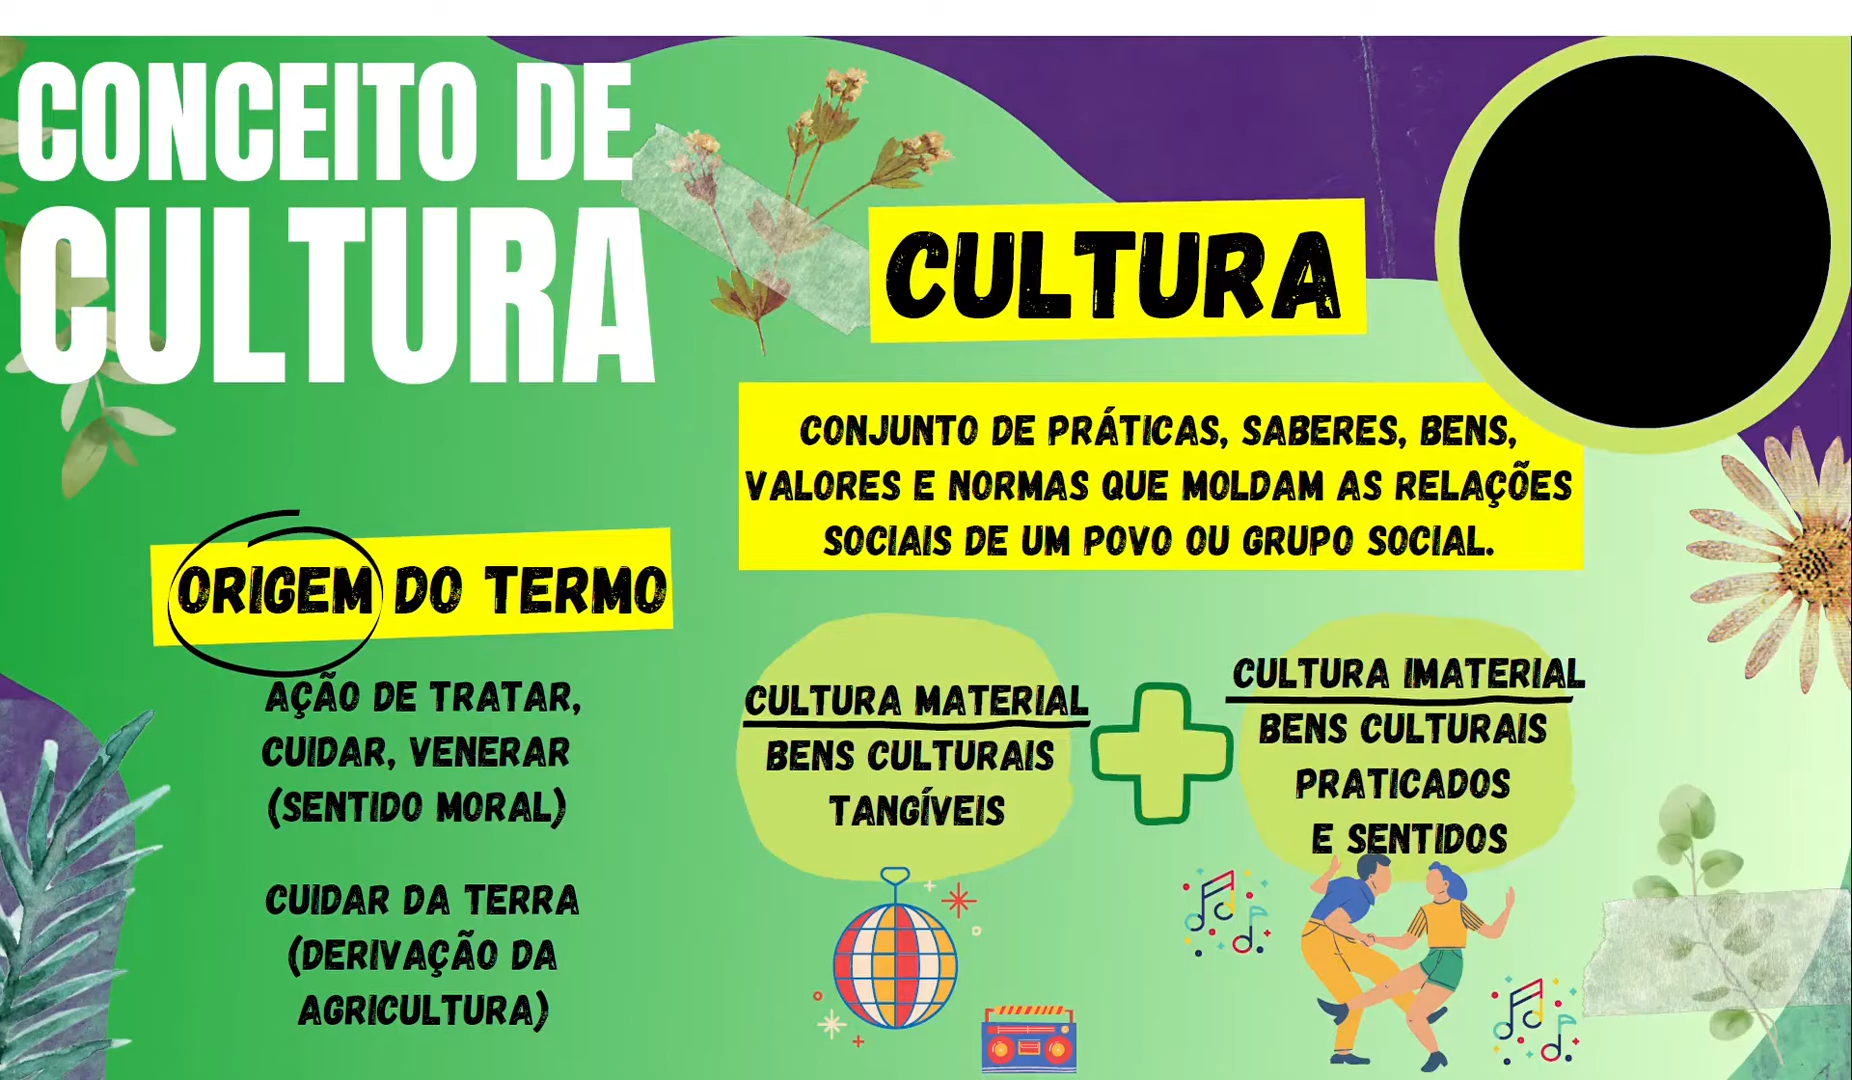 CONCEITO DE
CULTURA
CULTURA
CONJUNTO DE PRÁTICAS, SABERES, BENS,
VALORES E NORMAS QUE MOLDAM AS RELAÇÕES
SOCIAIS DE UM POVO OU GRUPO SOCIAL.
ORIGEM DO TERMO
AÇÃO DE TRATAR,
CUIDAR, VENERAR
(SENTIDO MORAL)
CUIDAR DA TERRA
(DERIVAÇÃO DA
AGRICULTURA)
CULTURA MATERIAL
BENS CULTURAIS
TANGÍVEIS
CULTURA IMATERIAL
BENS CULTURAIS
PRATICADOS
E SENTIDOS